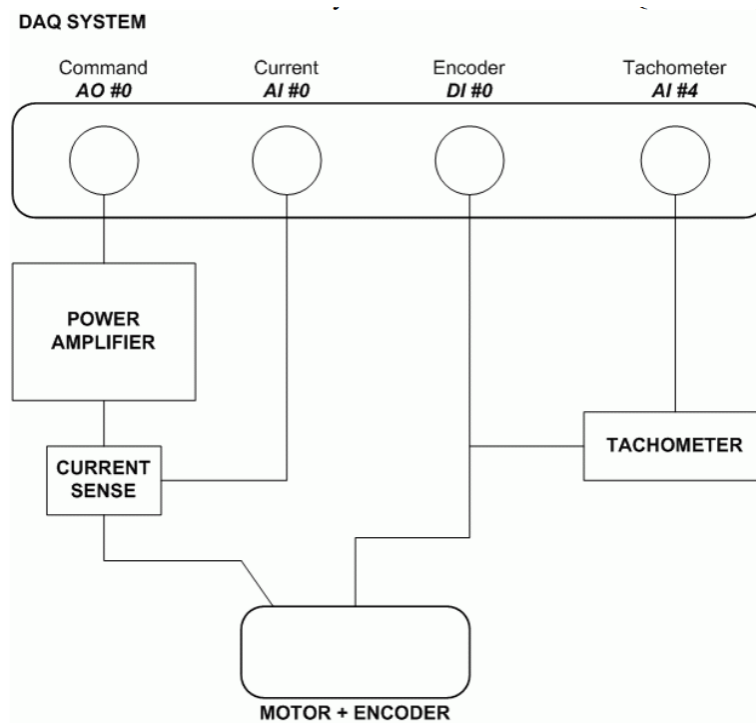 DAQ SYSTEM
Command Current Encoder Tachometer
AO #0 AI #0 DI #0 AI #4
POWER
AMPLIFIER
CURRENT
SENSE
TACHOMETER
MOTOR + ENCODER